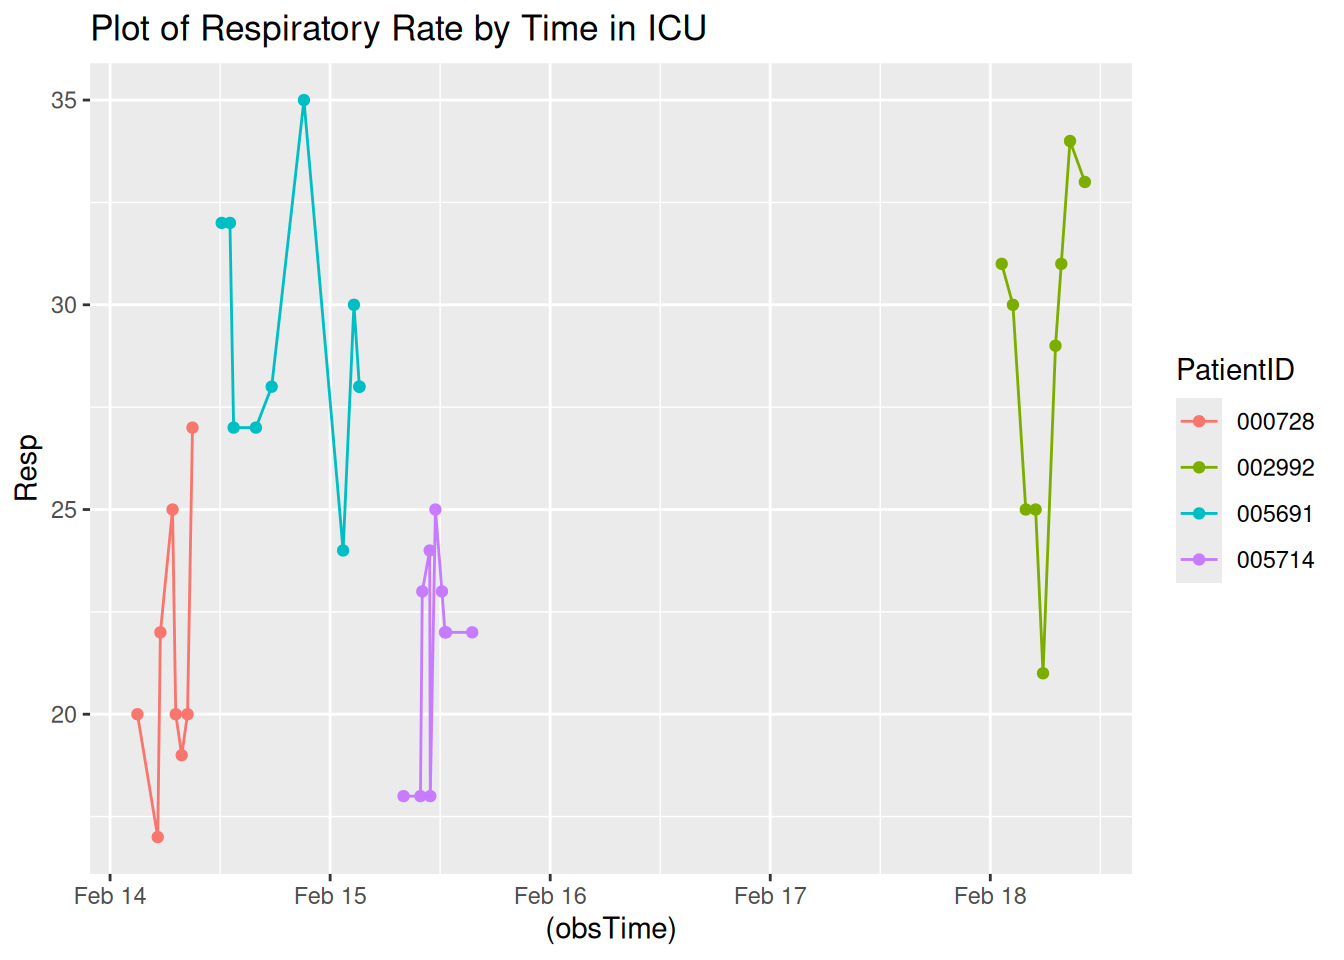 Plot of Respiratory Rate by Time in ICU
35
30
25
20
Resp
Feb 14 Feb 15 Feb 16 Feb 17 Feb 18
(obsTime)
PatientID
000728
002992
005691
005714